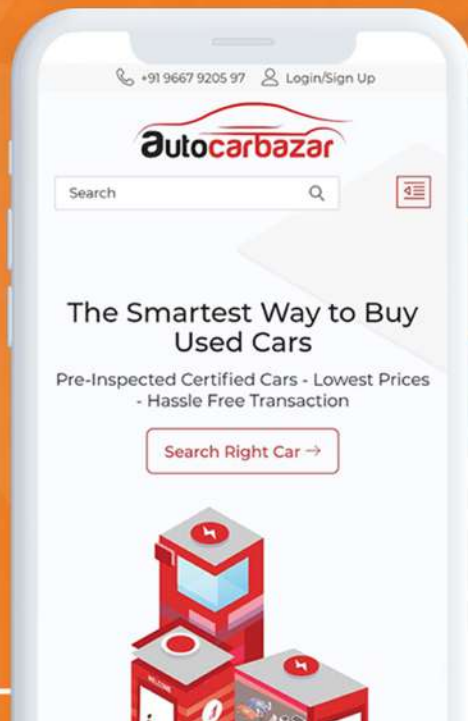 +91 9667 9205 97 Login/Sign Up
autocarbazar
Search
The Smartest Way to Buy
Used Cars
Pre-Inspected Certified Cars - Lowest Prices
- Hassle Free Transaction
Search Right Car →
WELCOME